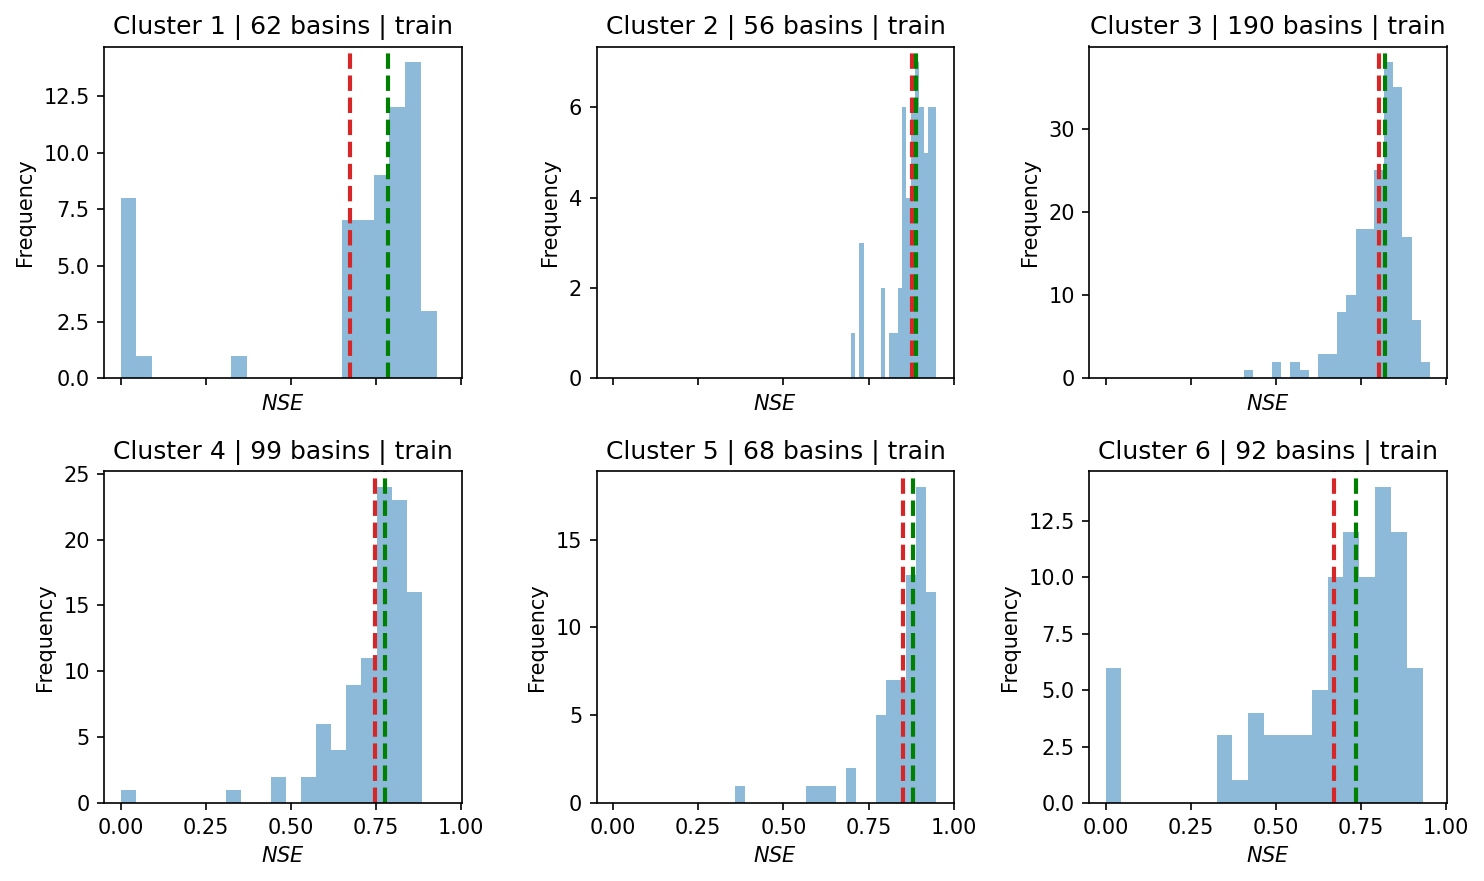 Cluster 1 | 62 basins | train
Frequency
12.5
10.0
7.5
5.0
2.5
0.0
NSE
Cluster 2 | 56 basins | train
Frequency
6
4
2
0
NSE
Cluster 3 | 190 basins | train
Frequency
30
20
10
0
NSE
Cluster 4 | 99 basins | train
Frequency
25
20
15
10
5
0
0.00 0.25 0.50 0.75 1.00
NSE
Cluster 5 | 68 basins | train
Frequency
15
10
5
0
0.00 0.25 0.50 0.75 1.00
NSE
Cluster 6 | 92 basins | train
Frequency
12.5
10.0
7.5
5.0
2.5
0.0
0.00 0.25 0.50 0.75 1.00
NSE